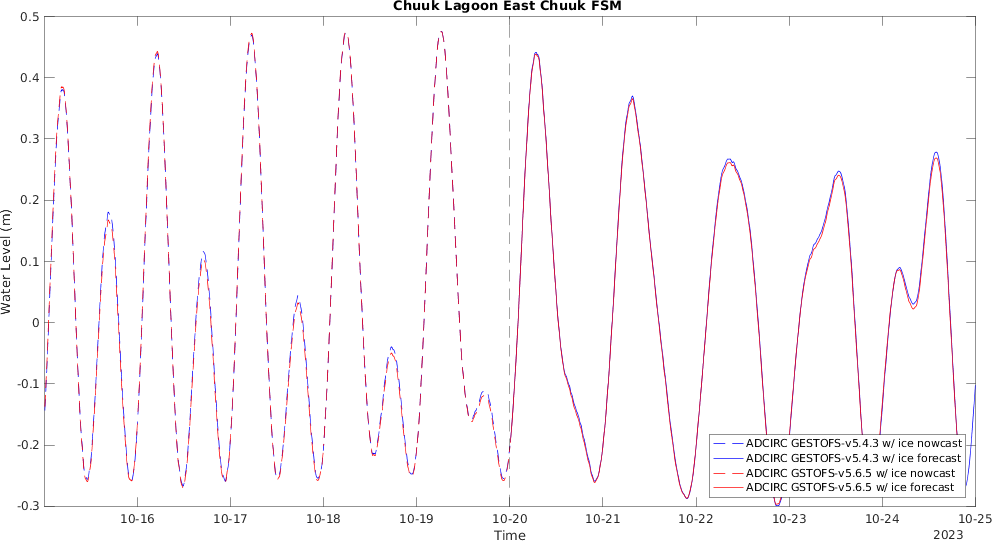 Chuuk Lagoon East Chuuk FSM
0.5
0.4
0.3
0.2
0.1
0
-0.1
-0.2
-0.3
Water Level (m)
ADCIRC GESTOFS-v5.4.3 w/ ice nowcast
ADCIRC GESTOFS-v5.4.3 w/ ice forecast
ADCIRC GSTOFS-v5.6.5 w/ ice nowcast
ADCIRC GSTOFS-v5.6.5 w/ ice forecast
10-16 10-17 10-18 10-19 10-20 10-21 10-22 10-23 10-24 10-25
Time
2023